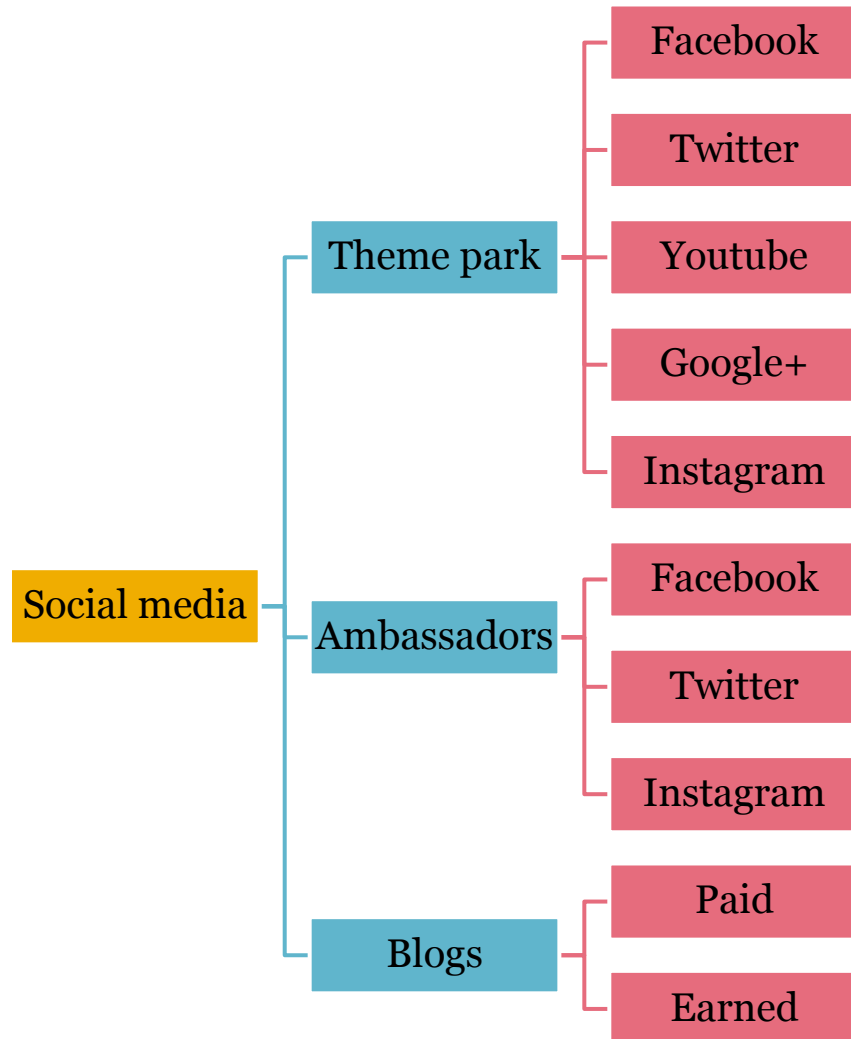 Social media
Theme park
Facebook
Twitter
Youtube
Google+
Instagram
Ambassadors
Facebook
Twitter
Instagram
Blogs
Paid
Earned